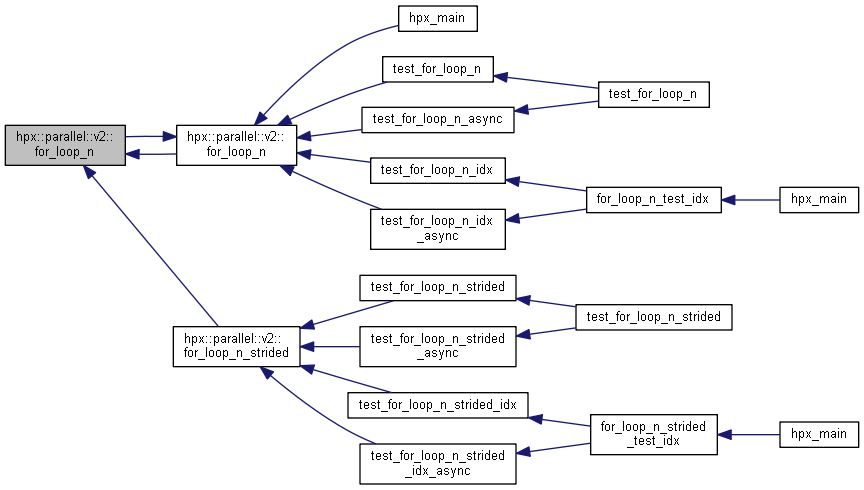 hpx_main
test_for_loop_n
test_for_loop_n
test_for_loop_n_async
hpx::parallel::v2::
for_loop_n
hpx::parallel::v2::
for_loop_n
test_for_loop_n_idx
for_loop_n_test_idx
hpx_main
test_for_loop_n_idx
_async
test_for_loop_n_strided
test_for_loop_n_strided
hpx::parallel::v2::
for_loop_n_strided
test_for_loop_n_strided
_async
test_for_loop_n_strided_idx
for_loop_n_strided
_test_idx
hpx_main
test_for_loop_n_strided
_idx_async